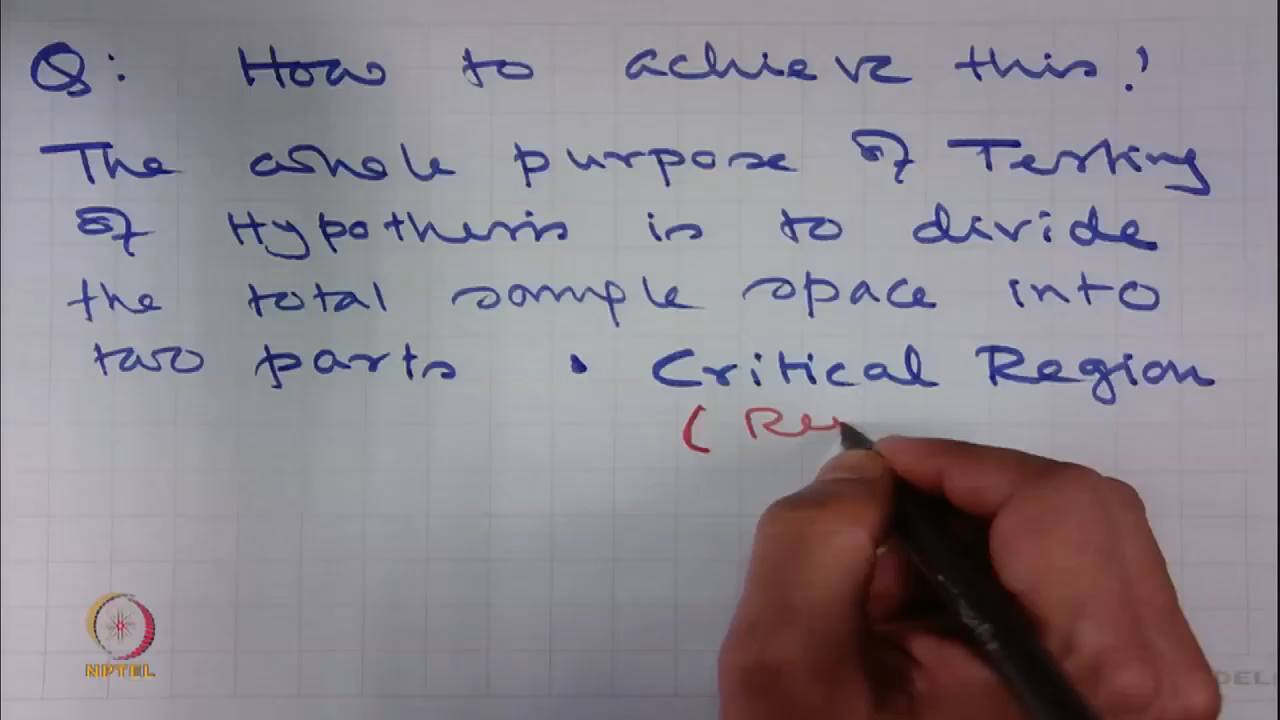 Q: How to achieve this?
The whole purpose of Testing
of Hypothesis is to divide
the total sample space into
two parts • Critical Region
( Re
NPTEL